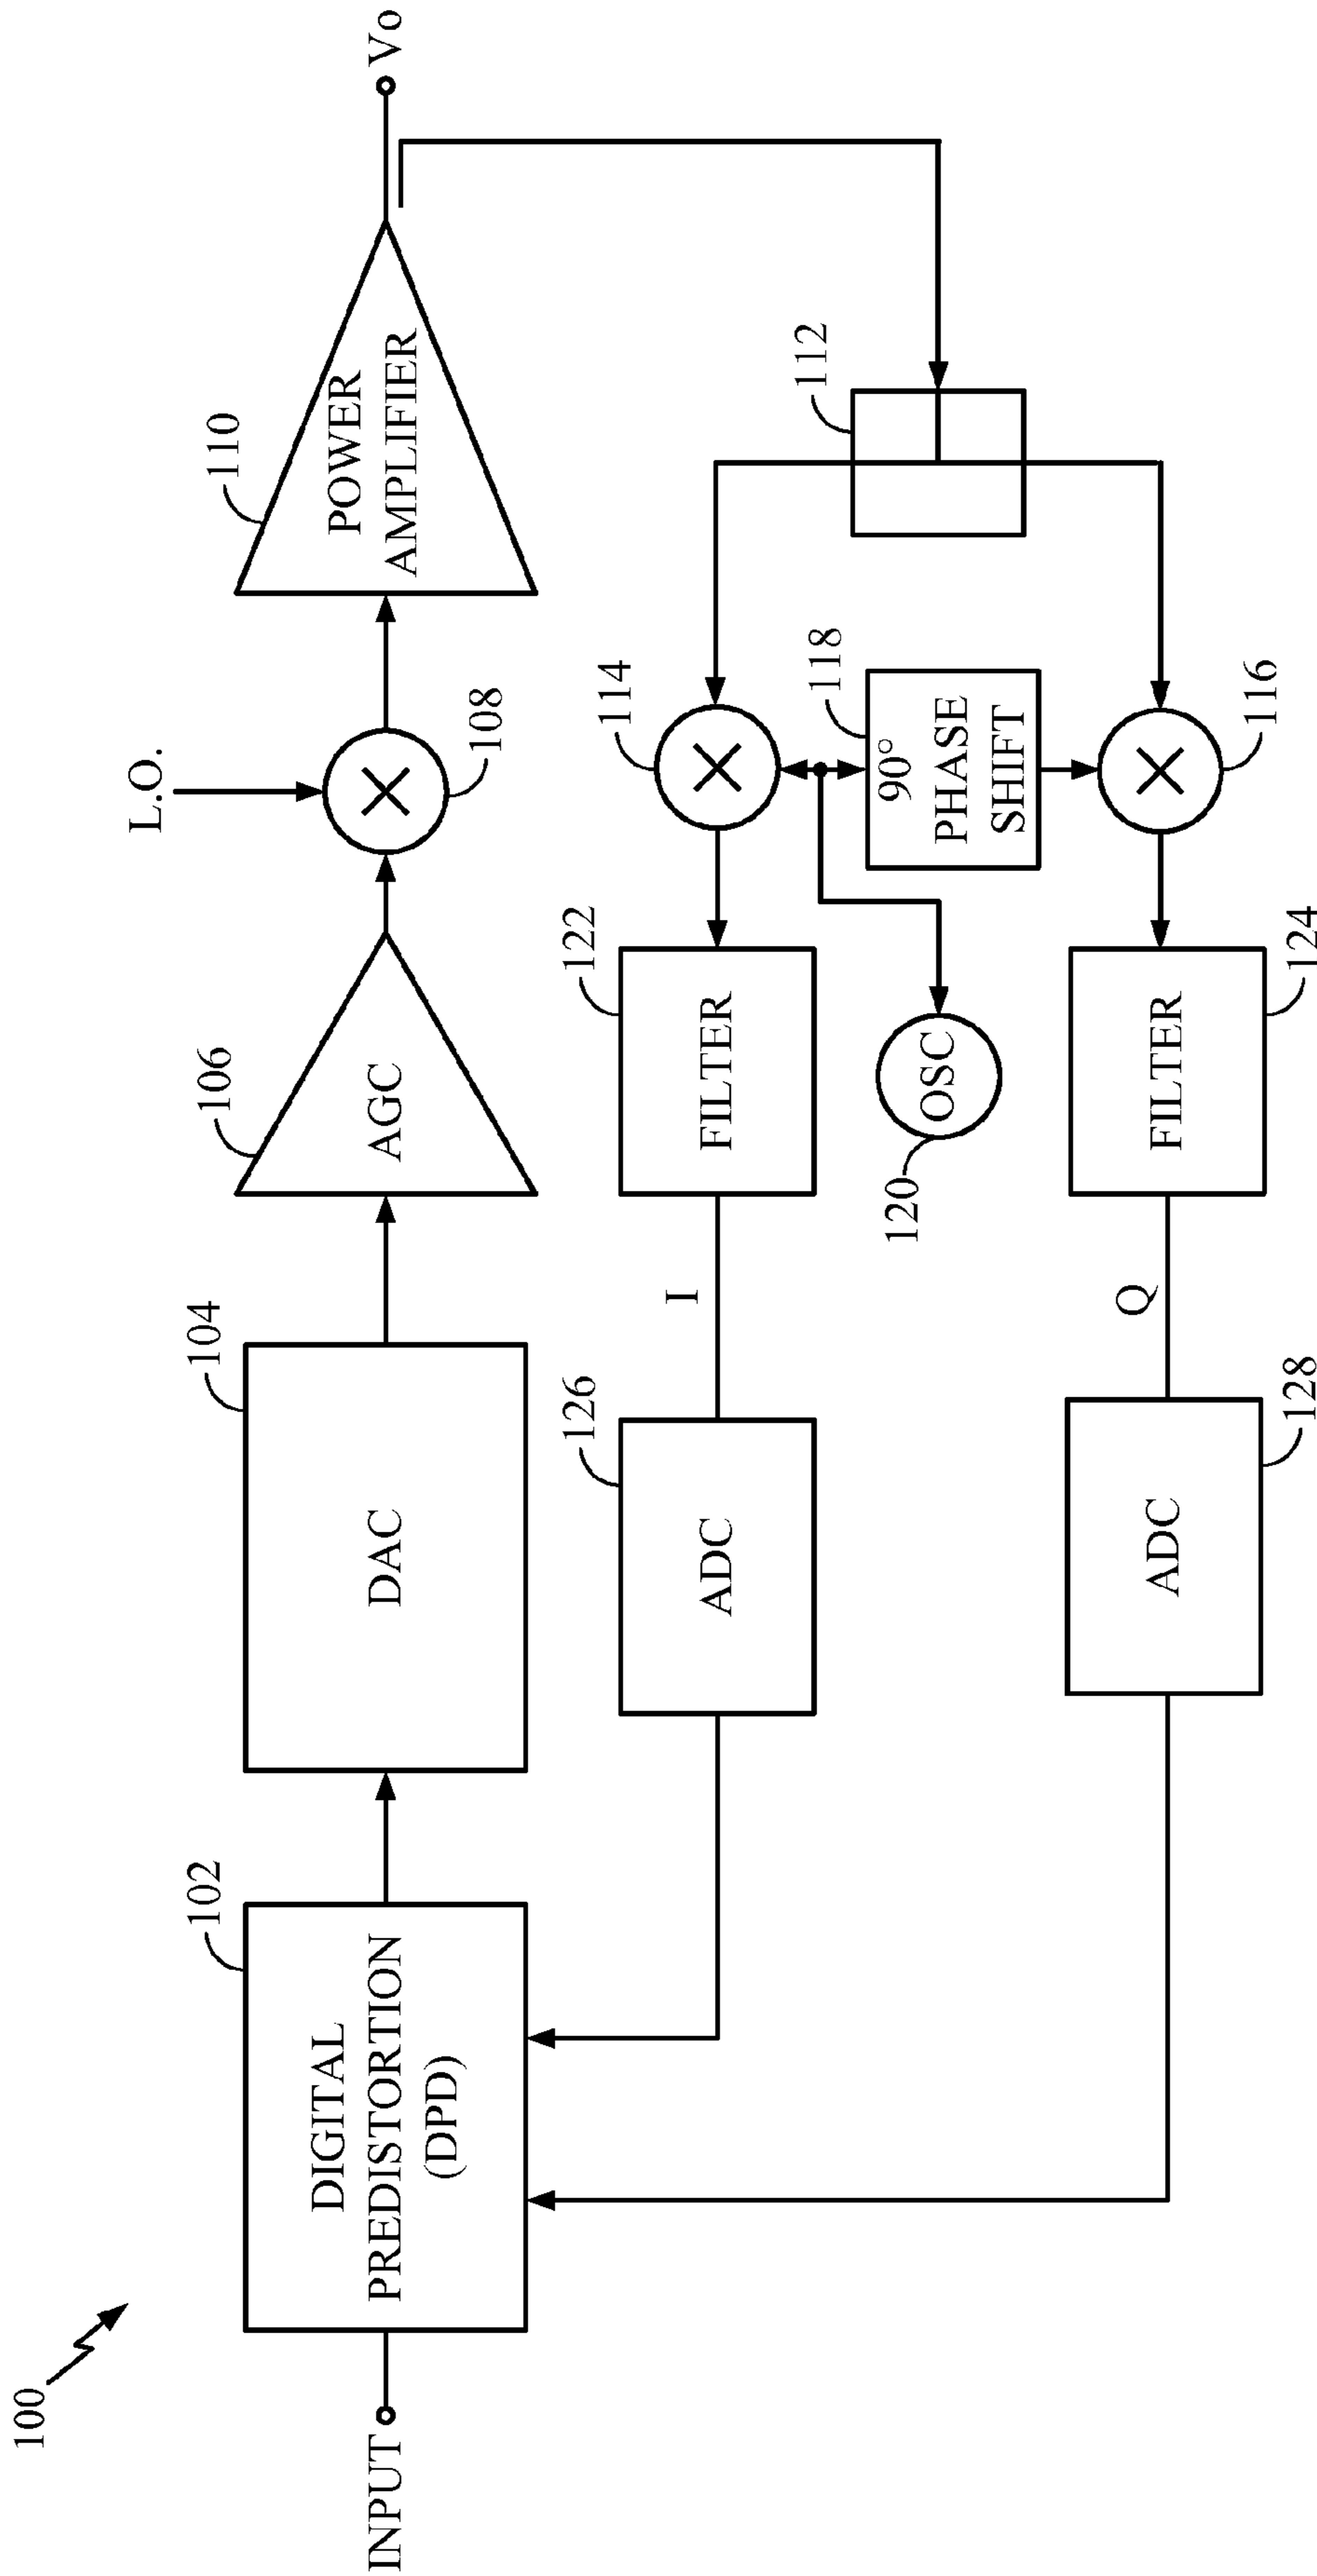 100
INPUT
102
DIGITAL
PREDISTORTION
(DPD)
104
DAC
106
AGC
L.O.
108
110
POWER
AMPLIFIER
Vo
112
114
116
118
90°
PHASE
SHIFT
120
OSC
122
FILTER
124
FILTER
I
Q
126
ADC
128
ADC